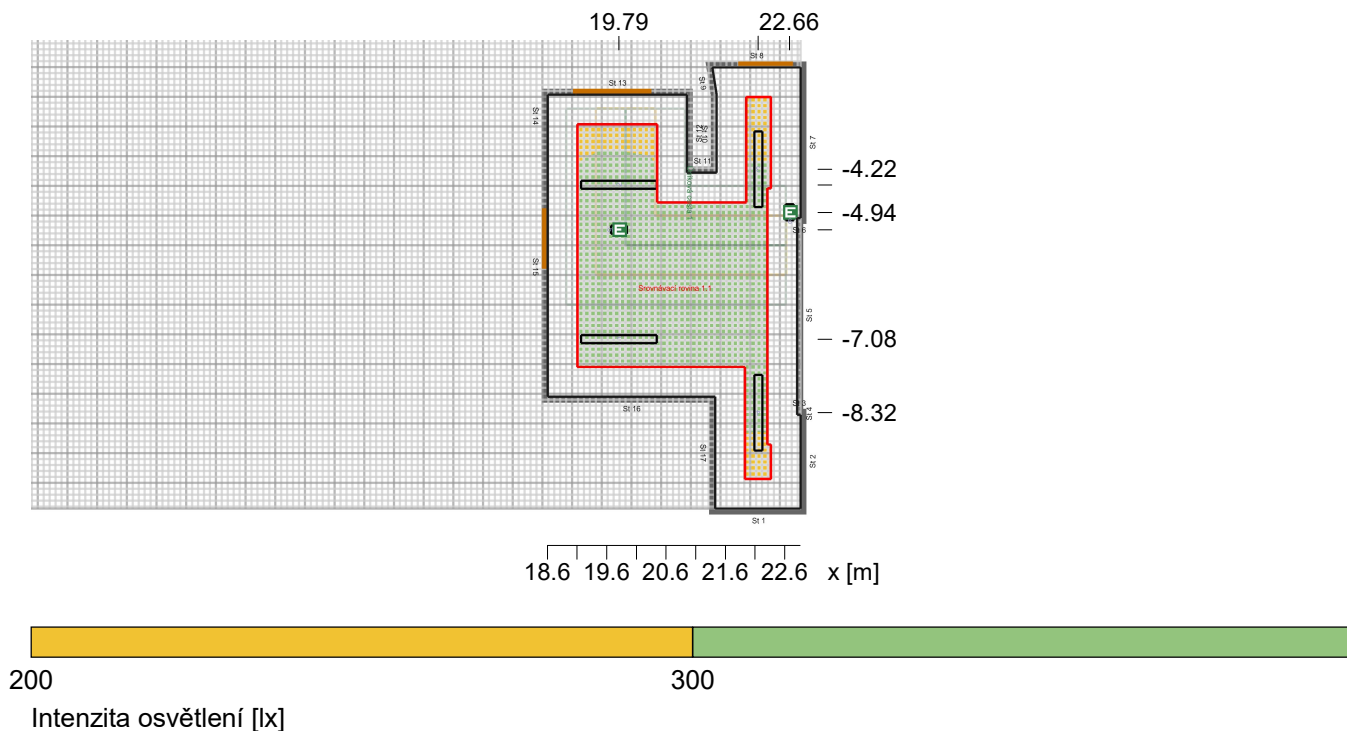 19.79 22.66
St 8
St 13
St 9
St 14
St 12
St 10
St 7
St 11
-4.22
E
-4.94
E
St 6
St 15
Srovnávací rovina 1.1
St 5
-7.08
St 3
St 16
St 4
-8.32
St 17
St 2
St 1
18.6 19.6 20.6 21.6 22.6 x [m]
200 300
Intenzita osvětlení [lx]